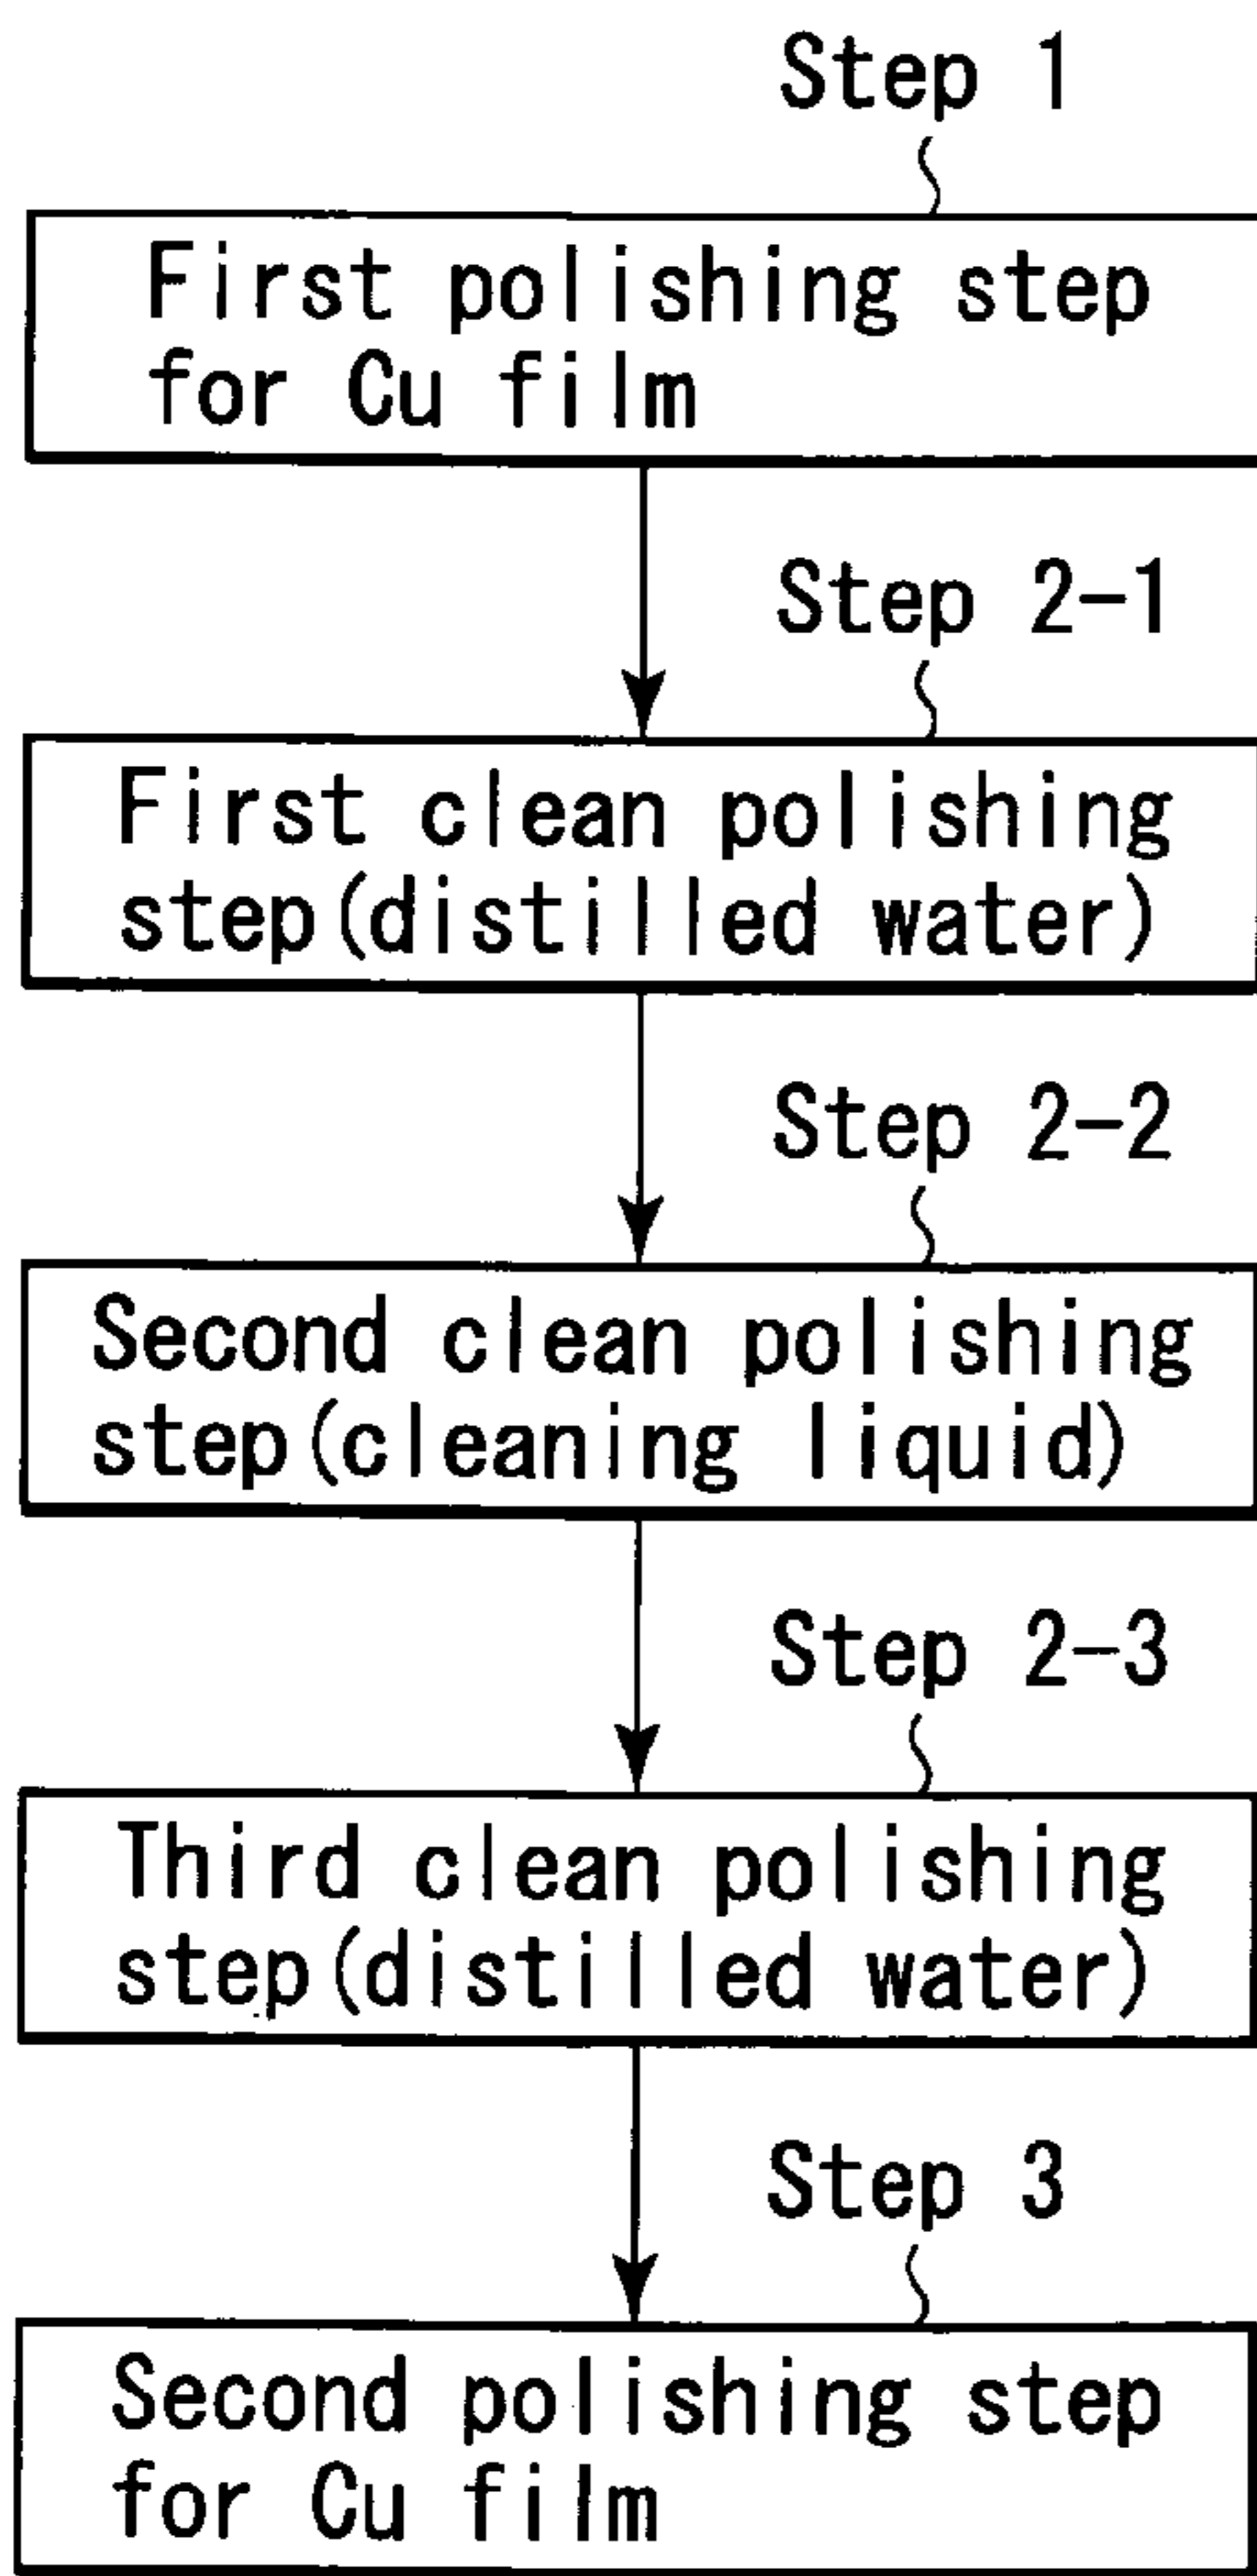 Step 1
First polishing step
for Cu film
Step 2-1
First clean polishing
step(distilled water)
Step 2-2
Second clean polishing
step(cleaning liquid)
Step 2-3
Third clean polishing
step(distilled water)
Step 3
Second polishing step
for Cu film